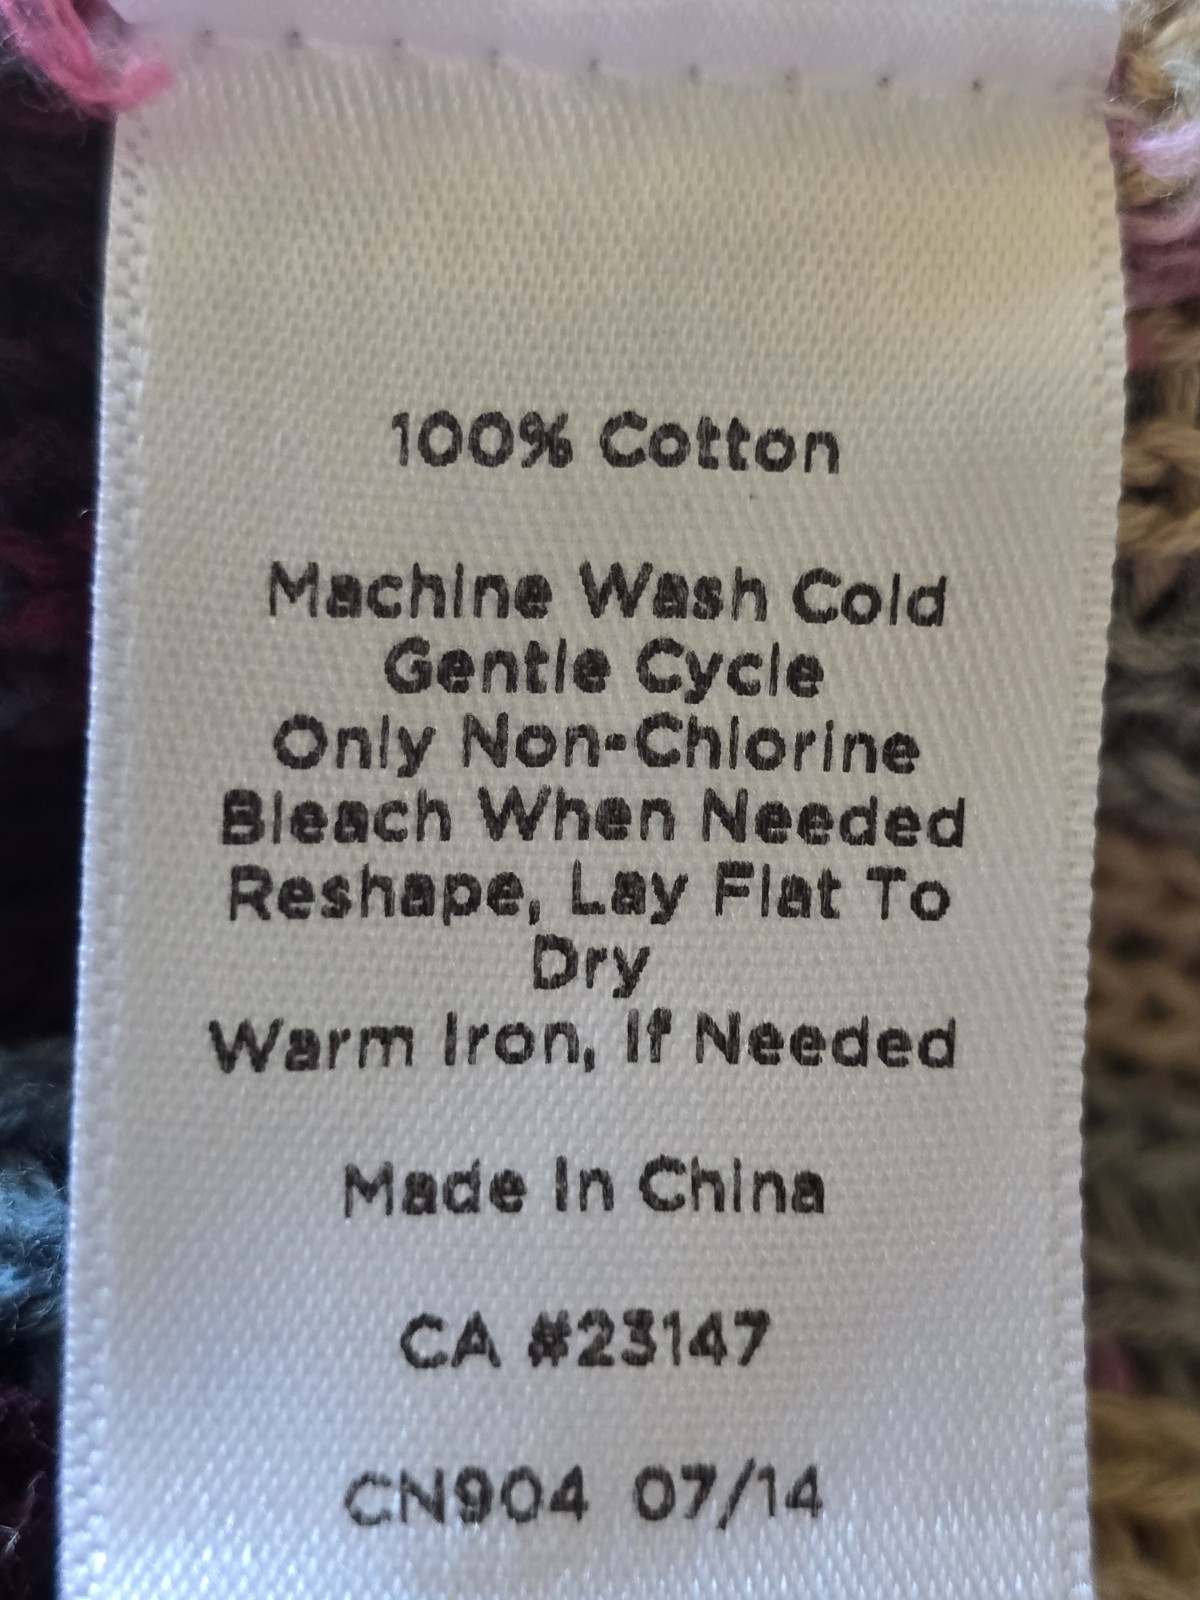 100% Cotton
Machine Wash Cold
Gentle Cycle
Only Non-Chlorine
Bleach When Needed
Reshape, Lay Flat To
Dry
Warm Iron, If Needed
Made In China
CA #23147
CN904 07/14